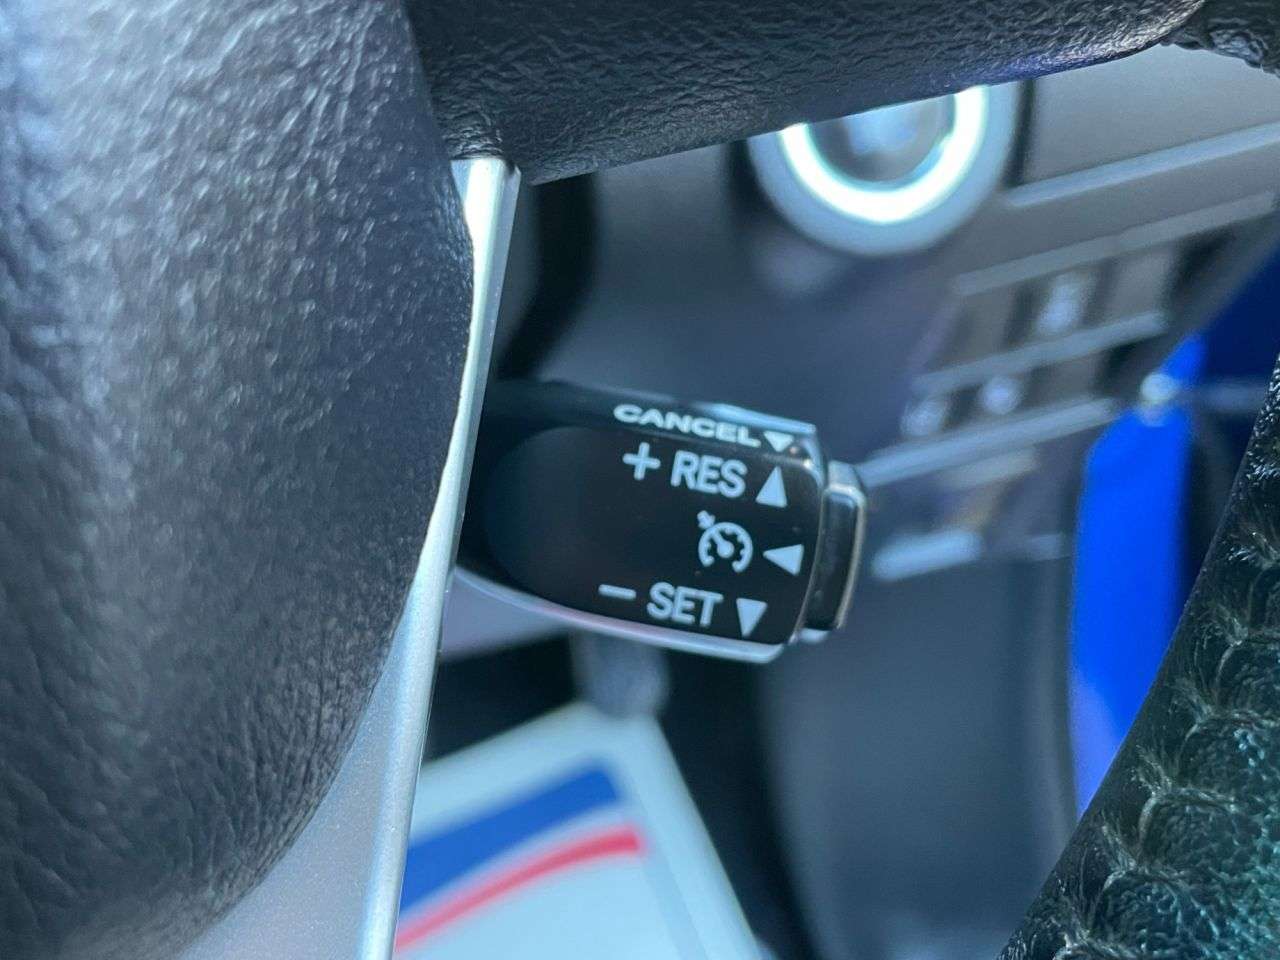 CANCEL ▼
+ RES ▲
◀
− SET ▼